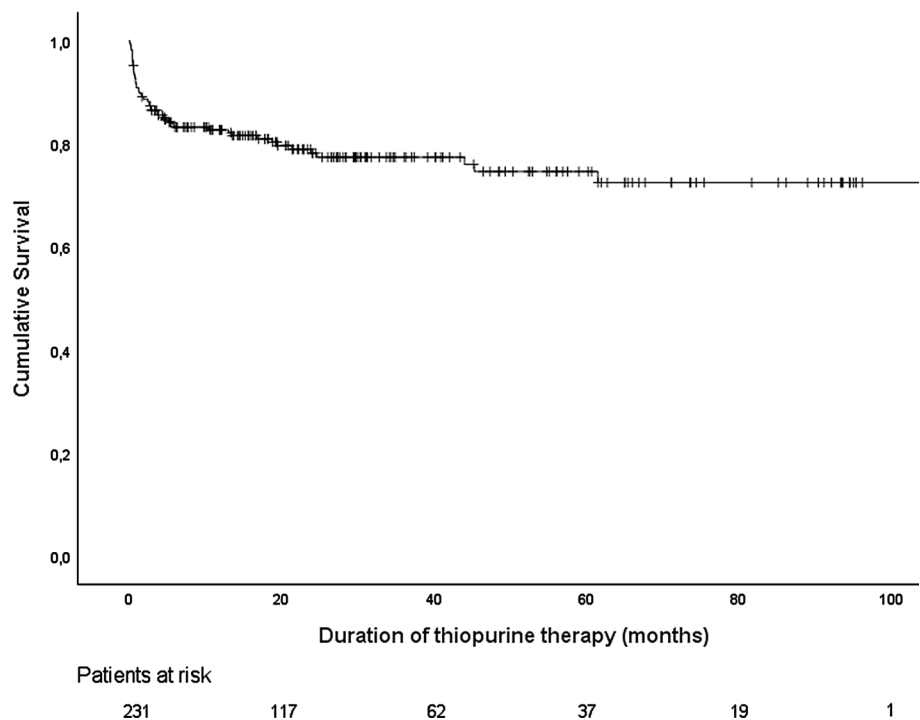 1,0
0,8
0,6
0,4
0,2
0,0
Cumulative Survival
0 20 40 60 80 100
Duration of thiopurine therapy (months)
Patients at risk
231 117 62 37 19 1